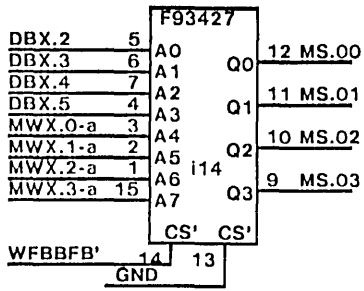 F93427
DBX.2 5 A0
DBX.3 6 A1 Q0 12 MS.00
DBX.4 7 A2
DBX.5 4 A3 Q1 11 MS.01
MWX.0-a 3 A4
MWX.1-a 2 A5 Q2 10 MS.02
MWX.2-a 1 A6 i14
MWX.3-a 15 A7 Q3 9 MS.03
CS' CS'
WFBBFB' 14 13
GND